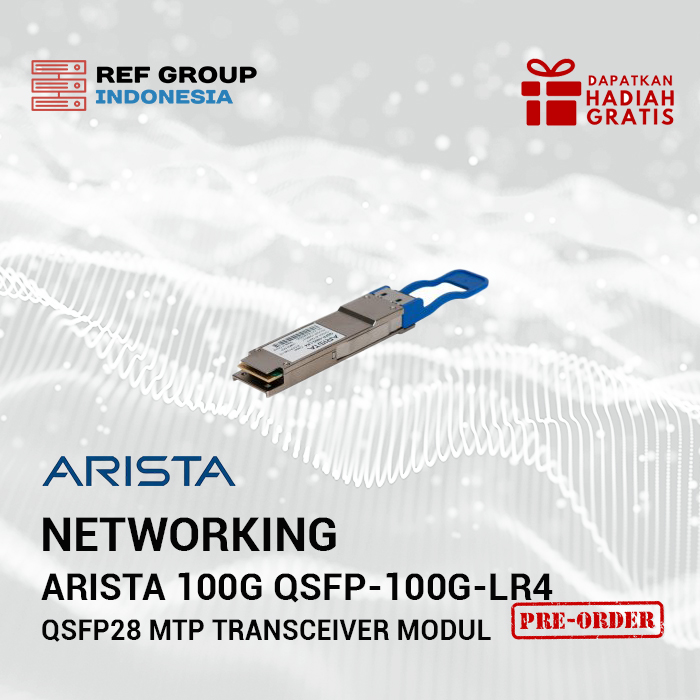 REF GROUP
INDONESIA
DAPATKAN
HADIAH
GRATIS
ARISTA
ARISTA
NETWORKING
ARISTA 100G QSFP-100G-LR4
QSFP28 MTP TRANSCEIVER MODUL
PRE-ORDER